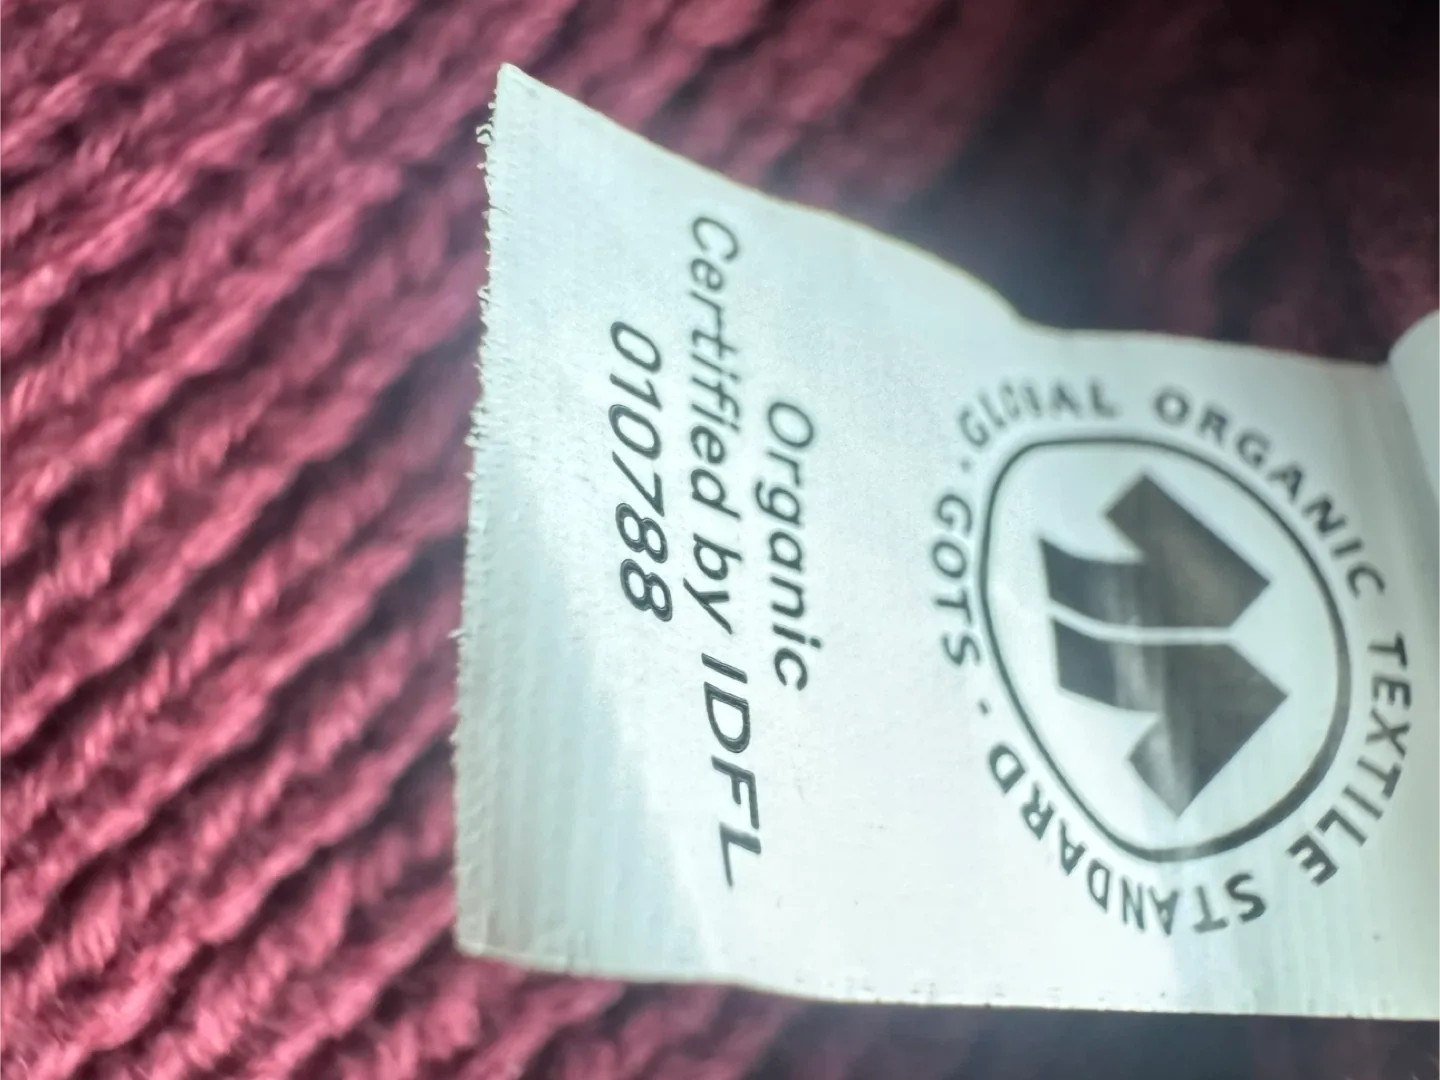 GLOBAL ORGANIC TEXTILE STANDARD · GOTS ·
Organic
Certified by IDFL
010788